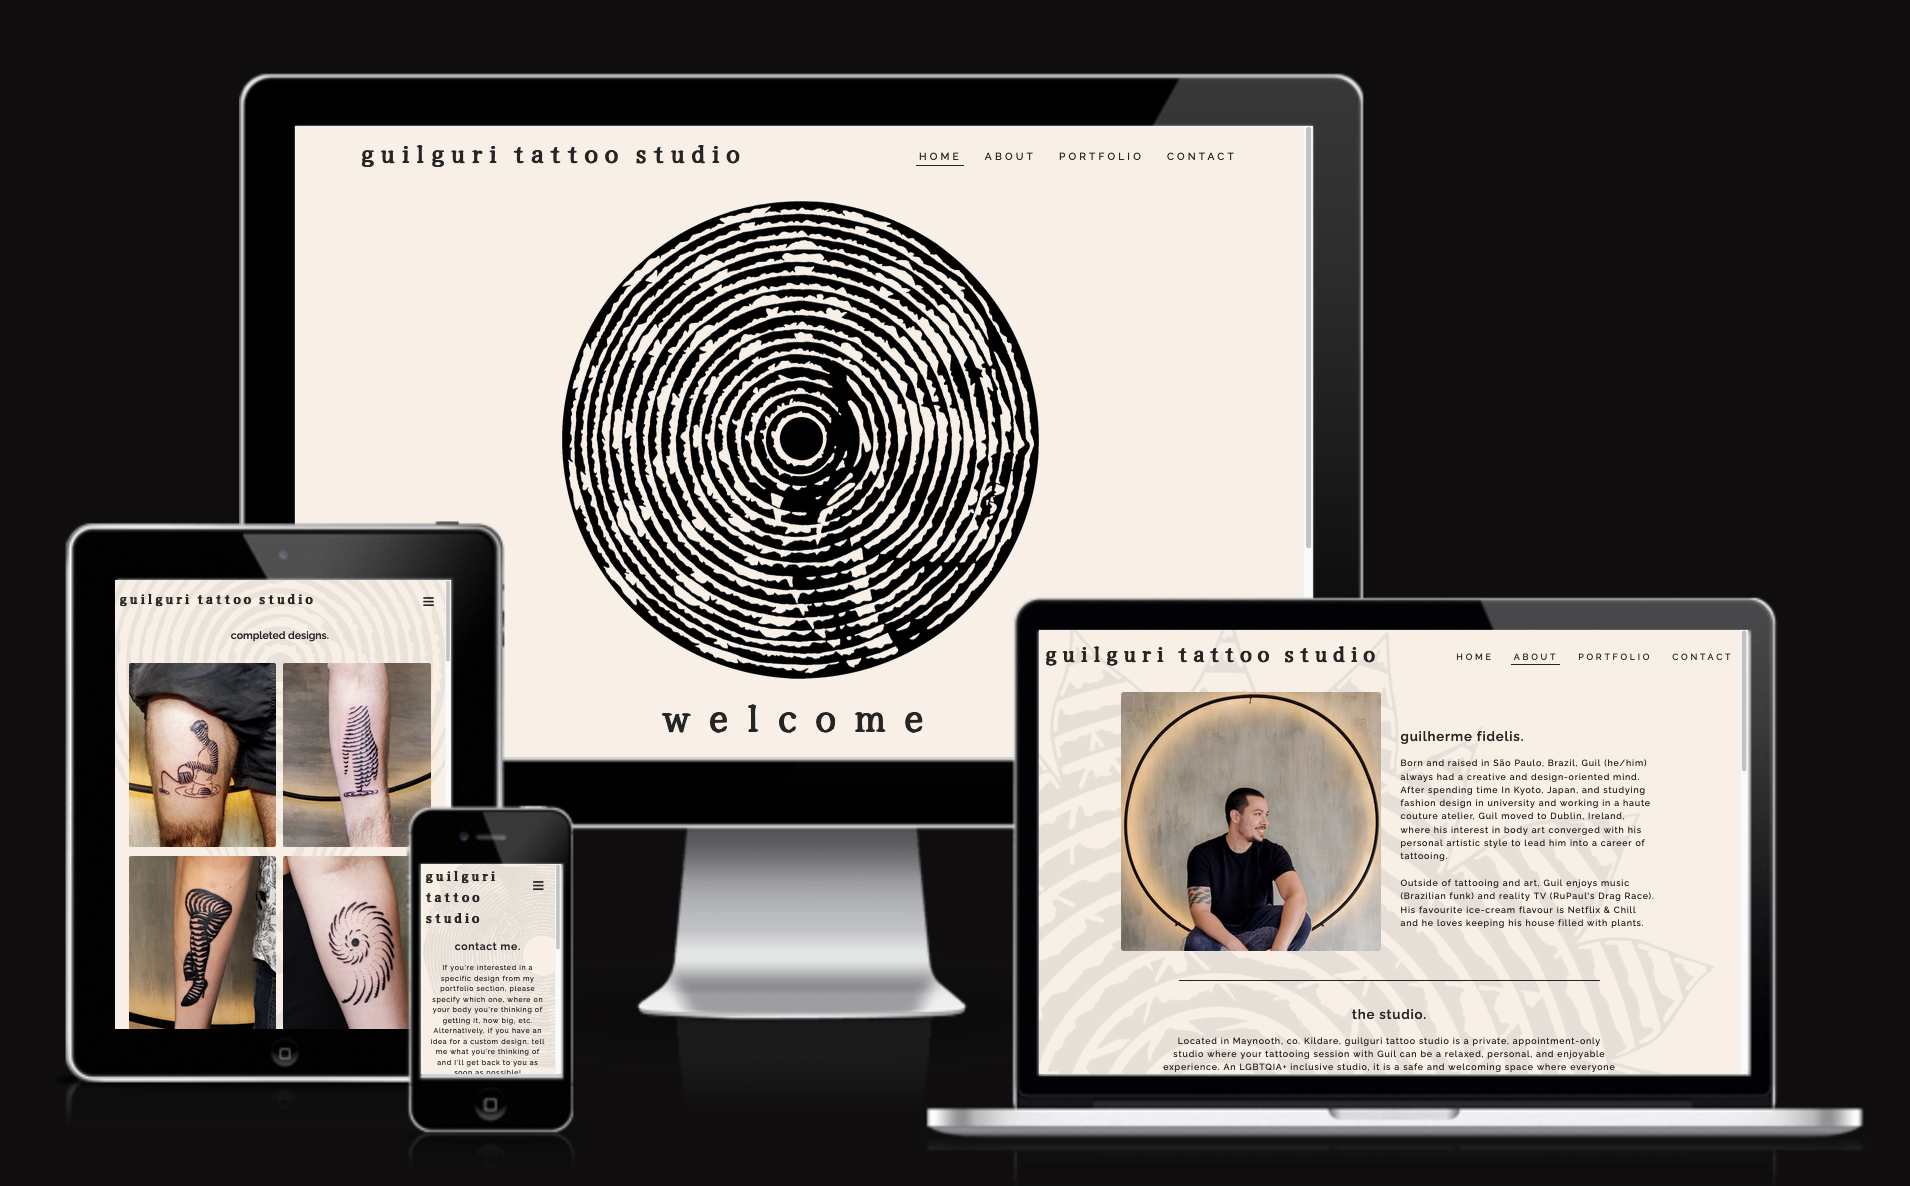 guilguri tattoo studio
HOME ABOUT PORTFOLIO CONTACT
welcome
guilguri tattoo studio
completed designs.
guilguri
tattoo
studio
contact me.
If you're interested in a
specific design from my
portfolio section, please
specify which one, where on
your body you're thinking of
getting it, how big, etc.
Alternatively, if you have an
idea for a custom design, tell
me what you're thinking of
and I'll get back to you as
soon as possible!
guilguri tattoo studio
HOME ABOUT PORTFOLIO CONTACT
guilherme fidelis.
Born and raised in São Paulo, Brazil, Guil (he/him)
always had a creative and design-oriented mind.
After spending time In Kyoto, Japan, and studying
fashion design in university and working in a haute
couture atelier, Guil moved to Dublin, Ireland,
where his interest in body art converged with his
personal artistic style to lead him into a career of
tattooing.
Outside of tattooing and art, Guil enjoys music
(Brazilian funk) and reality TV (RuPaul's Drag Race).
His favourite ice-cream flavour is Netflix & Chill
and he loves keeping his house filled with plants.
the studio.
Located in Maynooth, co. Kildare, guilguri tattoo studio is a private, appointment-only
studio where your tattooing session with Guil can be a relaxed, personal, and enjoyable
experience. An LGBTQIA+ inclusive studio, it is a safe and welcoming space where everyone